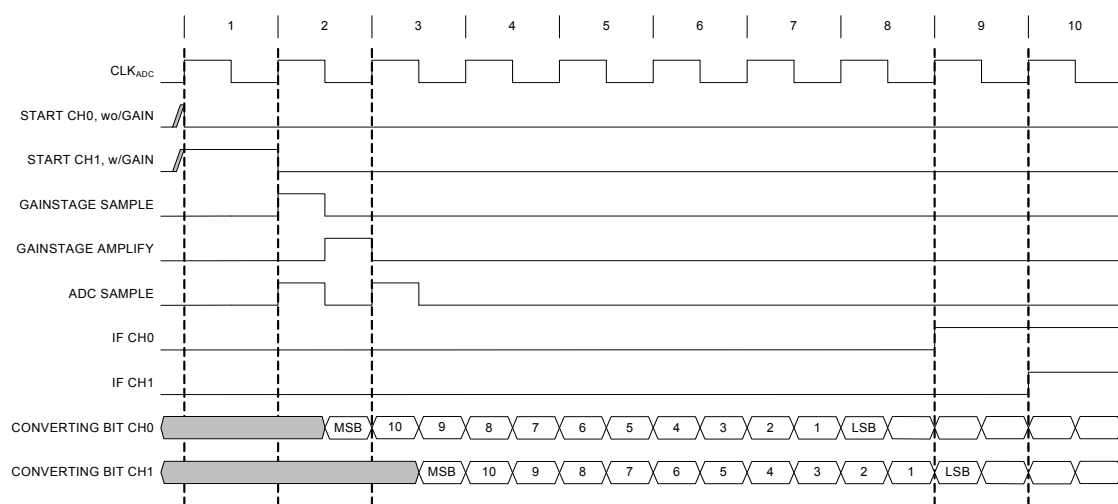 1 2 3 4 5 6 7 8 9 10
CLKADC
START CH0, wo/GAIN
START CH1, w/GAIN
GAINSTAGE SAMPLE
GAINSTAGE AMPLIFY
ADC SAMPLE
IF CH0
IF CH1
CONVERTING BIT CH0 MSB 10 9 8 7 6 5 4 3 2 1 LSB
CONVERTING BIT CH1 MSB 10 9 8 7 6 5 4 3 2 1 LSB